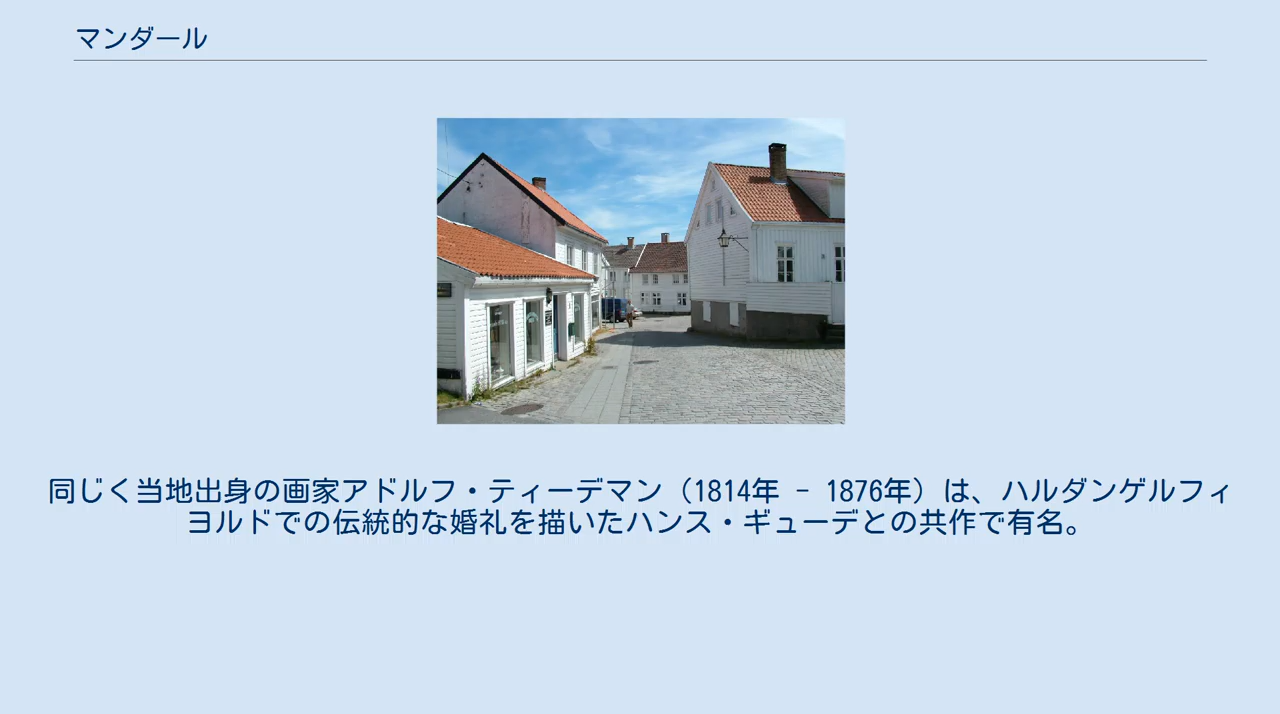 マンダール
同じく当地出身の画家アドルフ・ティーデマン（1814年 - 1876年）は、ハルダンゲルフィ
ヨルドでの伝統的な婚礼を描いたハンス・ギューデとの共作で有名。